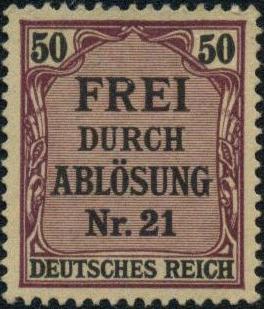 50 50
FREI
DURCH
ABLÖSUNG
Nr. 21
DEUTSCHES REICH